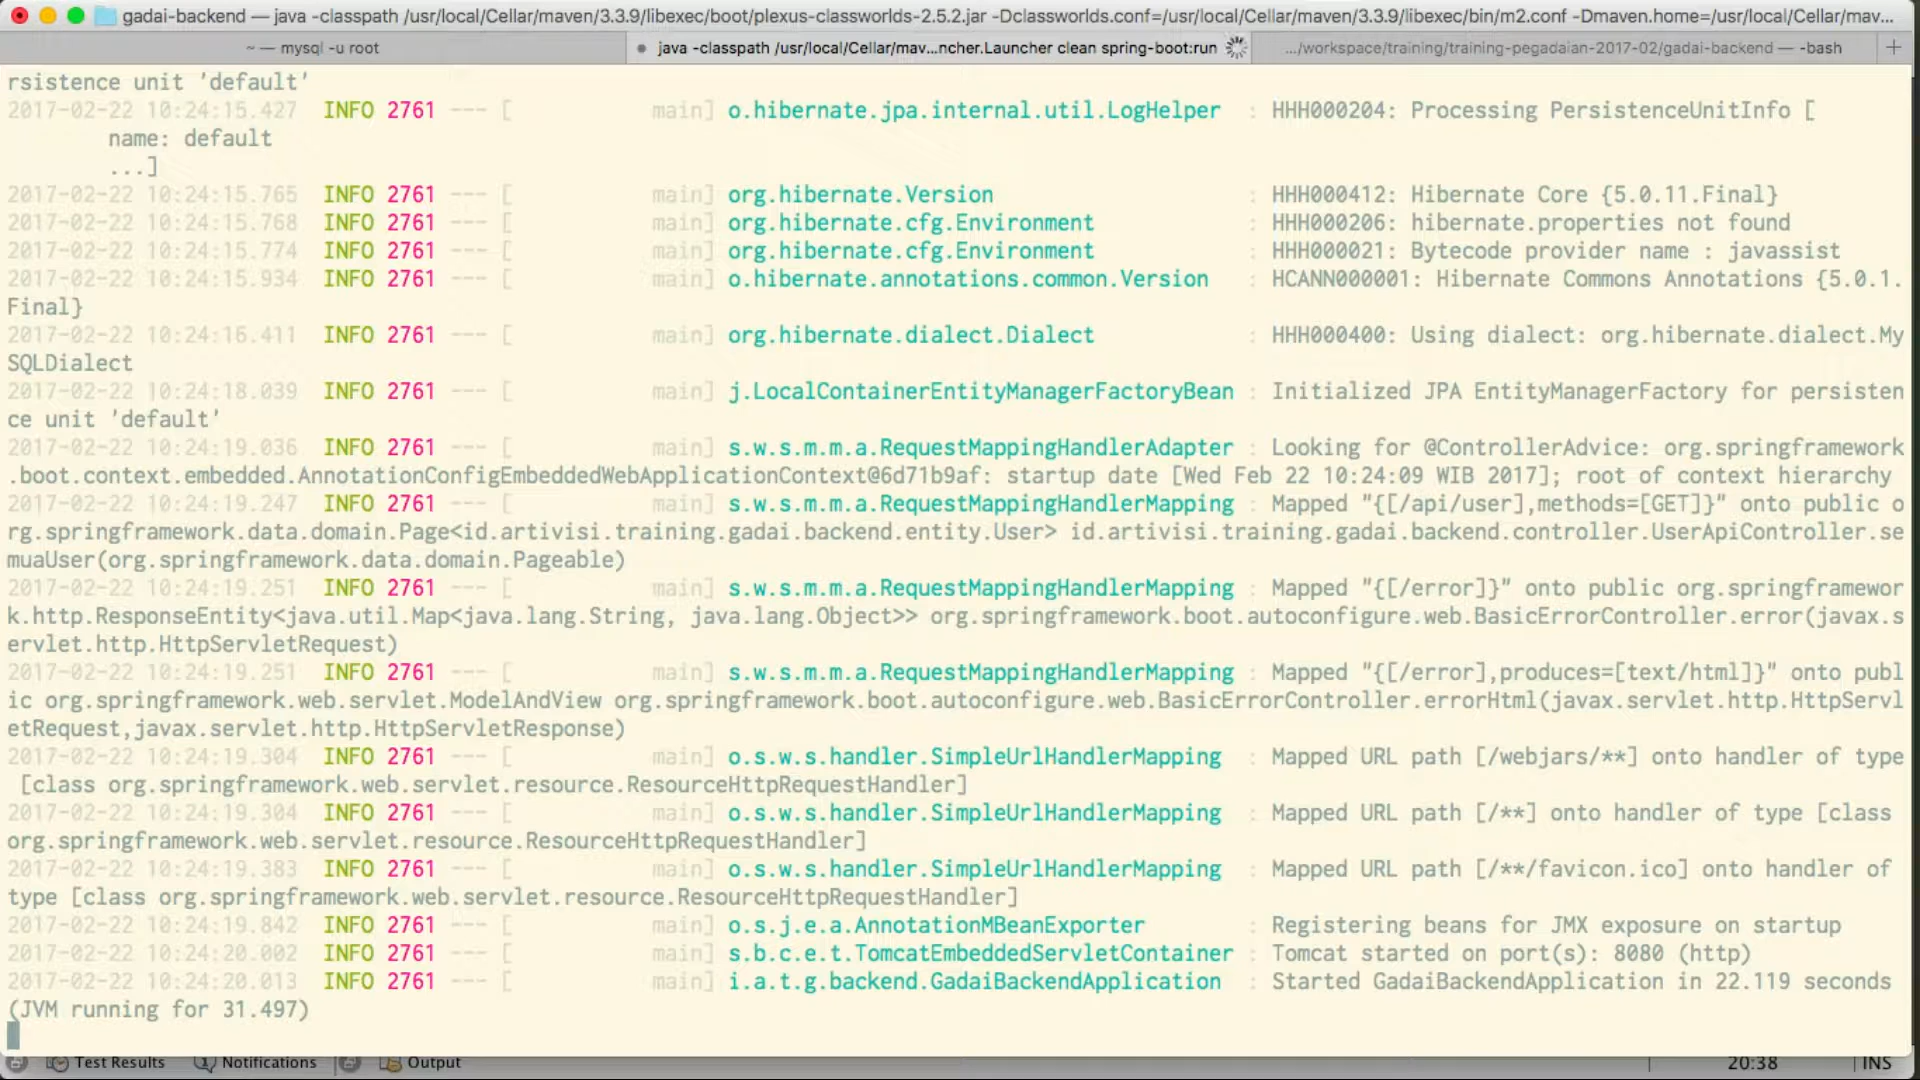 gadai-backend — java -classpath /usr/local/Cellar/maven/3.3.9/libexec/boot/plexus-classworlds-2.5.2.jar -Dclassworlds.conf=/usr/local/Cellar/maven/3.3.9/libexec/bin/m2.conf -Dmaven.home=/usr/local/Cellar/mav...
~ — mysql -u root
java -classpath /usr/local/Cellar/mav...ncher.Launcher clean spring-boot:run
.../workspace/training/training-pegadaian-2017-02/gadai-backend — -bash
rsistence unit 'default'
2017-02-22 10:24:15.427 INFO 2761 --- [ main] o.hibernate.jpa.internal.util.LogHelper : HHH000204: Processing PersistenceUnitInfo [
name: default
...]
2017-02-22 10:24:15.765 INFO 2761 --- [ main] org.hibernate.Version : HHH000412: Hibernate Core {5.0.11.Final}
2017-02-22 10:24:15.768 INFO 2761 --- [ main] org.hibernate.cfg.Environment : HHH000206: hibernate.properties not found
2017-02-22 10:24:15.774 INFO 2761 --- [ main] org.hibernate.cfg.Environment : HHH000021: Bytecode provider name : javassist
2017-02-22 10:24:15.934 INFO 2761 --- [ main] o.hibernate.annotations.common.Version : HCANN000001: Hibernate Commons Annotations {5.0.1.
Final}
2017-02-22 10:24:16.411 INFO 2761 --- [ main] org.hibernate.dialect.Dialect : HHH000400: Using dialect: org.hibernate.dialect.My
SQLDialect
2017-02-22 10:24:18.039 INFO 2761 --- [ main] j.LocalContainerEntityManagerFactoryBean : Initialized JPA EntityManagerFactory for persisten
ce unit 'default'
2017-02-22 10:24:19.036 INFO 2761 --- [ main] s.w.s.m.m.a.RequestMappingHandlerAdapter : Looking for @ControllerAdvice: org.springframework
.boot.context.embedded.AnnotationConfigEmbeddedWebApplicationContext@6d71b9af: startup date [Wed Feb 22 10:24:09 WIB 2017]; root of context hierarchy
2017-02-22 10:24:19.247 INFO 2761 --- [ main] s.w.s.m.m.a.RequestMappingHandlerMapping : Mapped "{[/api/user],methods=[GET]}" onto public o
rg.springframework.data.domain.Page<id.artivisi.training.gadai.backend.entity.User> id.artivisi.training.gadai.backend.controller.UserApiController.se
muaUser(org.springframework.data.domain.Pageable)
2017-02-22 10:24:19.251 INFO 2761 --- [ main] s.w.s.m.m.a.RequestMappingHandlerMapping : Mapped "{[/error]}" onto public org.springframewor
k.http.ResponseEntity<java.util.Map<java.lang.String, java.lang.Object>> org.springframework.boot.autoconfigure.web.BasicErrorController.error(javax.s
ervlet.http.HttpServletRequest)
2017-02-22 10:24:19.251 INFO 2761 --- [ main] s.w.s.m.m.a.RequestMappingHandlerMapping : Mapped "{[/error],produces=[text/html]}" onto publ
ic org.springframework.web.servlet.ModelAndView org.springframework.boot.autoconfigure.web.BasicErrorController.errorHtml(javax.servlet.http.HttpServl
etRequest,javax.servlet.http.HttpServletResponse)
2017-02-22 10:24:19.304 INFO 2761 --- [ main] o.s.w.s.handler.SimpleUrlHandlerMapping : Mapped URL path [/webjars/**] onto handler of type
[class org.springframework.web.servlet.resource.ResourceHttpRequestHandler]
2017-02-22 10:24:19.304 INFO 2761 --- [ main] o.s.w.s.handler.SimpleUrlHandlerMapping : Mapped URL path [/**] onto handler of type [class
org.springframework.web.servlet.resource.ResourceHttpRequestHandler]
2017-02-22 10:24:19.383 INFO 2761 --- [ main] o.s.w.s.handler.SimpleUrlHandlerMapping : Mapped URL path [/**/favicon.ico] onto handler of
type [class org.springframework.web.servlet.resource.ResourceHttpRequestHandler]
2017-02-22 10:24:19.842 INFO 2761 --- [ main] o.s.j.e.a.AnnotationMBeanExporter : Registering beans for JMX exposure on startup
2017-02-22 10:24:20.002 INFO 2761 --- [ main] s.b.c.e.t.TomcatEmbeddedServletContainer : Tomcat started on port(s): 8080 (http)
2017-02-22 10:24:20.013 INFO 2761 --- [ main] i.a.t.g.backend.GadaiBackendApplication : Started GadaiBackendApplication in 22.119 seconds
(JVM running for 31.497)
Test Results Notifications Output 20:38 INS